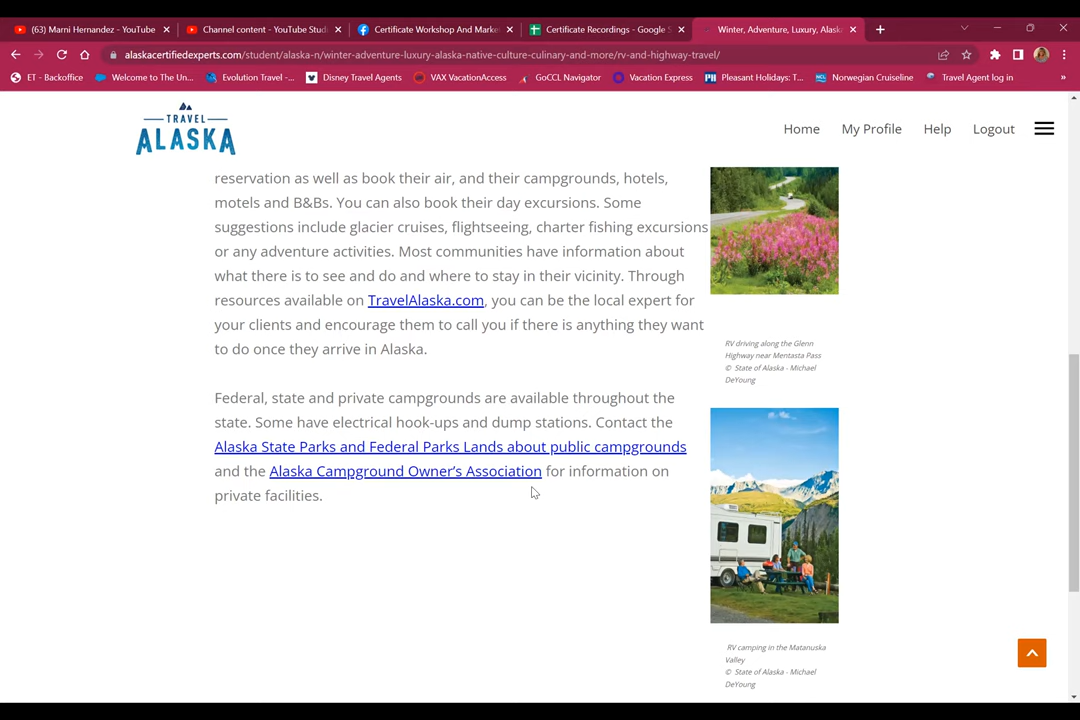 (63) Marni Hernandez - YouTube
Channel content - YouTube Stud
Certificate Workshop And Marke
Certificate Recordings - Google S
Winter, Adventure, Luxury, Alaska
alaskacertifiedexperts.com/student/alaska-n/winter-adventure-luxury-alaska-native-culture-culinary-and-more/rv-and-highway-travel/
ET - Backoffice
Welcome to The Un...
Evolution Travel -...
Disney Travel Agents
VAX VacationAccess
GoCCL Navigator
Vacation Express
Pleasant Holidays: T...
Norwegian Cruiseline
Travel Agent log in
TRAVEL
ALASKA
Home
My Profile
Help
Logout
reservation as well as book their air, and their campgrounds, hotels,
motels and B&Bs. You can also book their day excursions. Some
suggestions include glacier cruises, flightseeing, charter fishing excursions
or any adventure activities. Most communities have information about
what there is to see and do and where to stay in their vicinity. Through
resources available on TravelAlaska.com, you can be the local expert for
your clients and encourage them to call you if there is anything they want
to do once they arrive in Alaska.
Federal, state and private campgrounds are available throughout the
state. Some have electrical hook-ups and dump stations. Contact the
Alaska State Parks and Federal Parks Lands about public campgrounds
and the Alaska Campground Owner's Association for information on
private facilities.
RV driving along the Glenn
Highway near Mentasta Pass
© State of Alaska - Michael
DeYoung
RV camping in the Matanuska
Valley
© State of Alaska - Michael
DeYoung